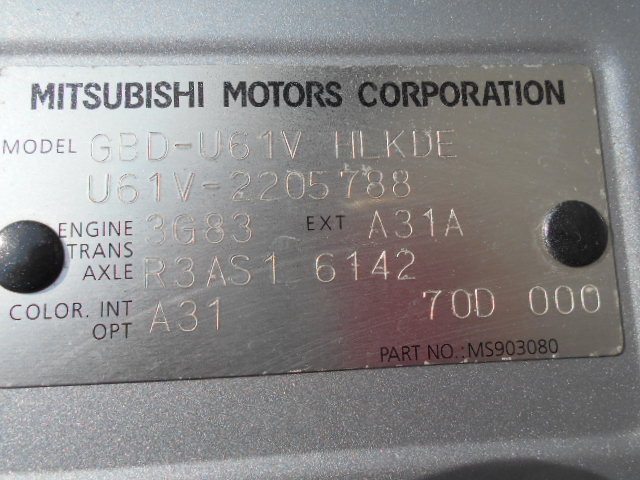 MITSUBISHI MOTORS CORPORATION
MODEL GBD-U61V HLKDE
U61V-2205788
ENGINE 3G83 EXT A31A
TRANS
AXLE R3AS1 6142
COLOR. INT A31 70D 000
OPT
PART NO.:MS903080